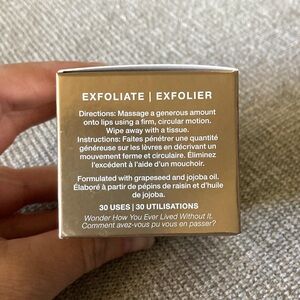 EXFOLIATE | EXFOLIER
Directions: Massage a generous amount
onto lips using a firm, circular motion.
Wipe away with a tissue.
Instructions: Faites pénétrer une quantité
généreuse sur les lèvres en décrivant un
mouvement ferme et circulaire. Éliminez
l'excédent à l'aide d'un mouchoir.
Formulated with grapeseed and jojoba oil.
Élaboré à partir de pépins de raisin et d'huile
de jojoba.
30 USES | 30 UTILISATIONS
Wonder How You Ever Lived Without It.
Comment avez-vous pu vous en passer?